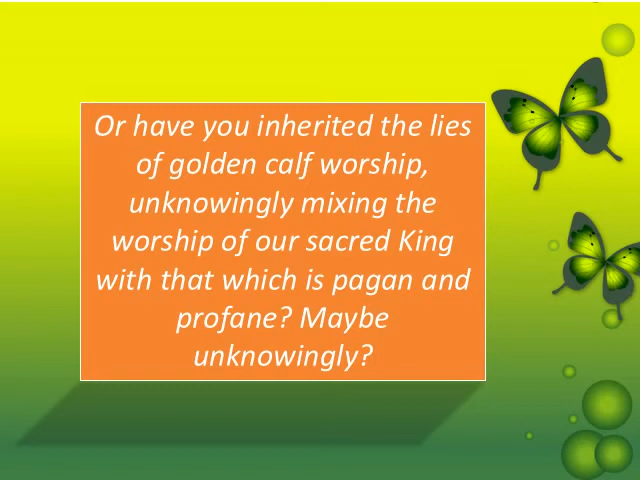 Or have you inherited the lies
of golden calf worship,
unknowingly mixing the
worship of our sacred King
with that which is pagan and
profane? Maybe
unknowingly?